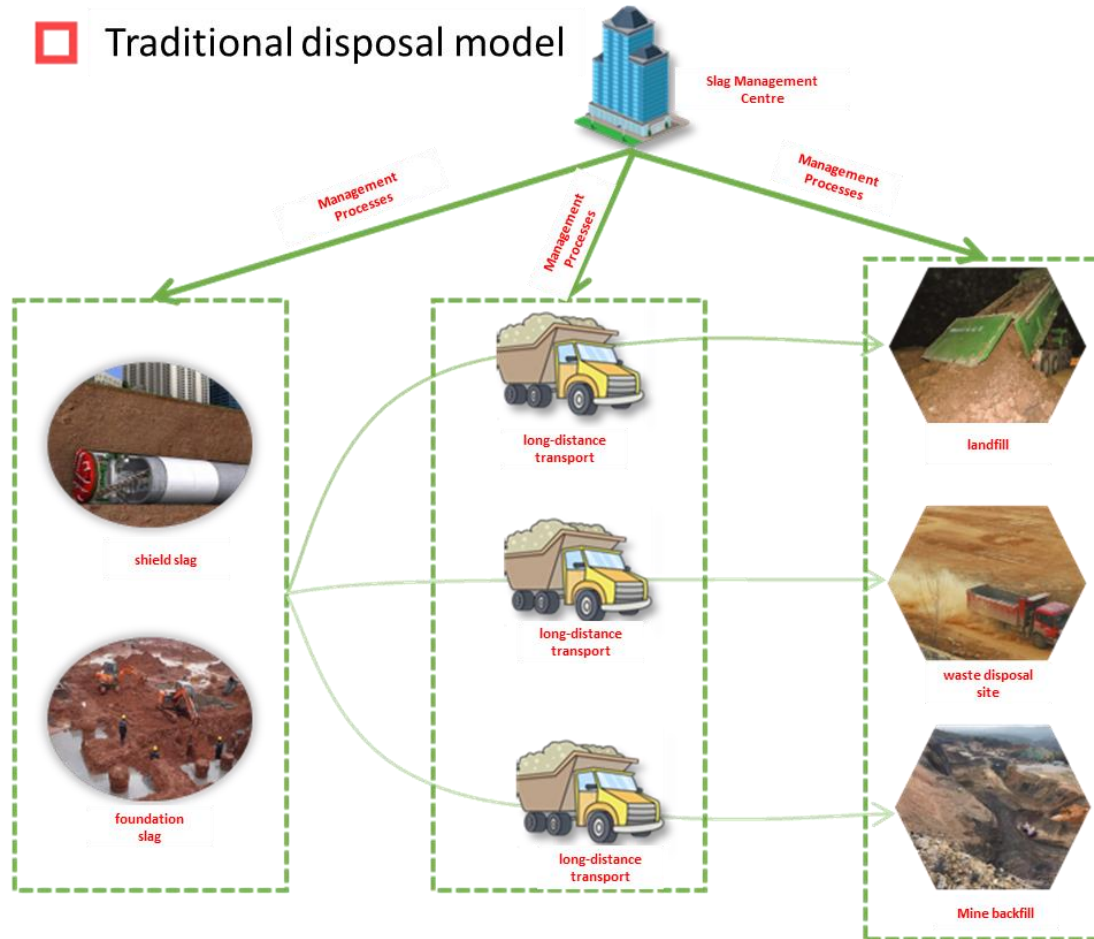 Traditional disposal model
Slag Management
Centre
Management
Processes
Management
Processes
Management
Processes
shield slag
foundation
slag
long-distance
transport
long-distance
transport
long-distance
transport
landfill
waste disposal
site
Mine backfill